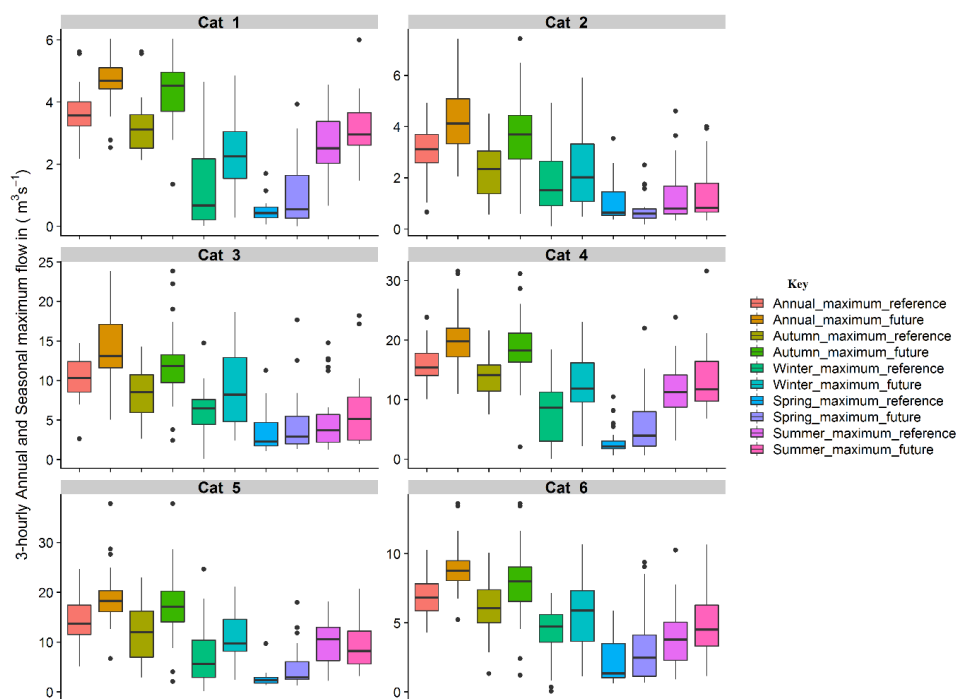 Cat 1
Cat 2
6
4
2
0
6
4
2
0
Cat 3
Cat 4
25
20
15
10
5
0
30
20
10
0
Cat 5
Cat 6
30
20
10
0
10
5
0
3-hourly Annual and Seasonal maximum flow in ( m³s⁻¹)
Key
Annual_maximum_reference
Annual_maximum_future
Autumn_maximum_reference
Autumn_maximum_future
Winter_maximum_reference
Winter_maximum_future
Spring_maximum_reference
Spring_maximum_future
Summer_maximum_reference
Summer_maximum_future